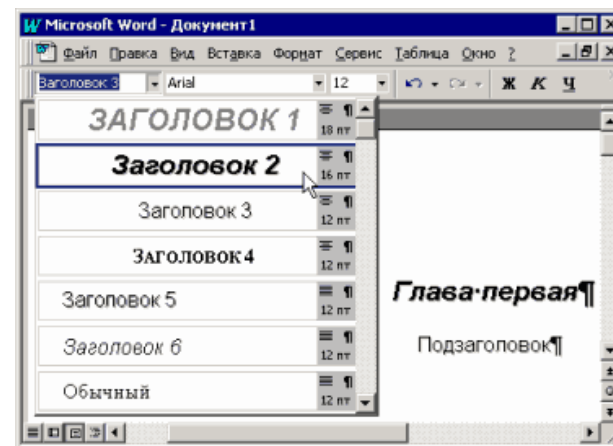 Microsoft Word - Документ1
Файл Правка Вид Вставка Формат Сервис Таблица Окно ?
Заголовок 3 Arial 12 Ж К Ч
ЗАГОЛОВОК 1 ¶
18 пт
Заголовок 2 ¶
16 пт
Заголовок 3 ¶
12 пт
ЗАГОЛОВОК 4 ¶
12 пт
Заголовок 5 ¶
12 пт
Заголовок 6 ¶
12 пт
Обычный ¶
12 пт
Глава·первая¶
Подзаголовок¶